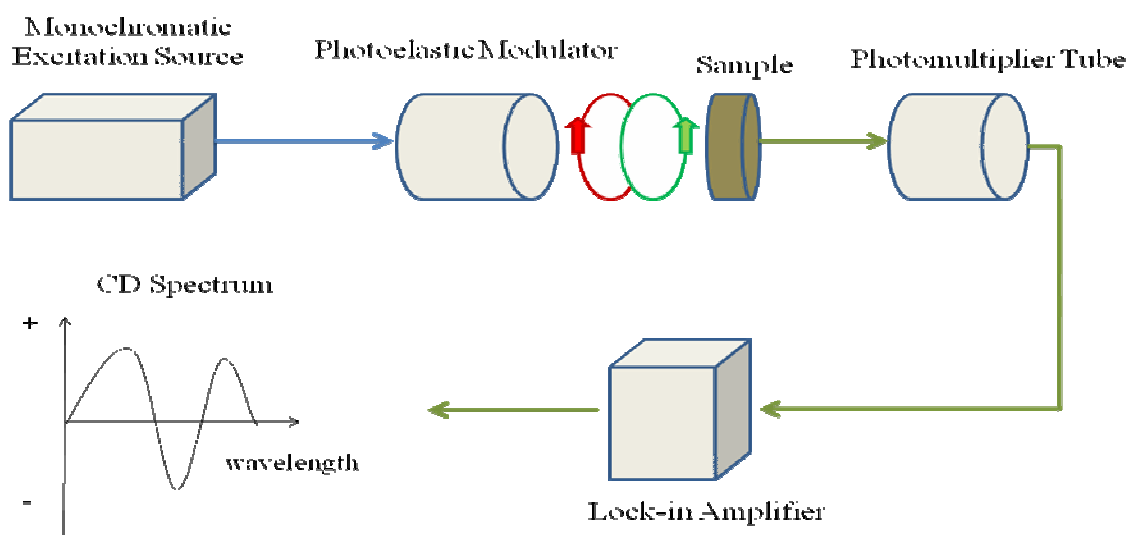 Monochromatic
Excitation Source
Photoelastic Modulator
Sample
Photomultiplier Tube
CD Spectrum
+
wavelength
-
Lock-in Amplifier